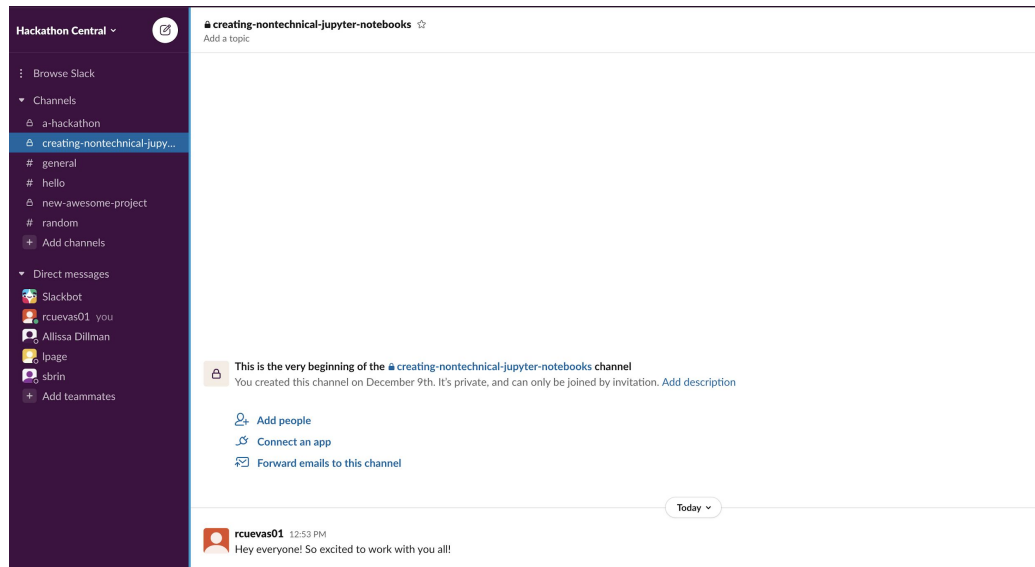 Hackathon Central
Browse Slack
Channels
a-hackathon
creating-nontechnical-jupy...
# general
# hello
new-awesome-project
# random
+ Add channels
Direct messages
Slackbot
rcuevas01 you
Allissa Dillman
lpage
sbrin
+ Add teammates
creating-nontechnical-jupyter-notebooks
Add a topic
This is the very beginning of the creating-nontechnical-jupyter-notebooks channel
You created this channel on December 9th. It's private, and can only be joined by invitation. Add description
Add people
Connect an app
Forward emails to this channel
Today
rcuevas01 12:53 PM
Hey everyone! So excited to work with you all!